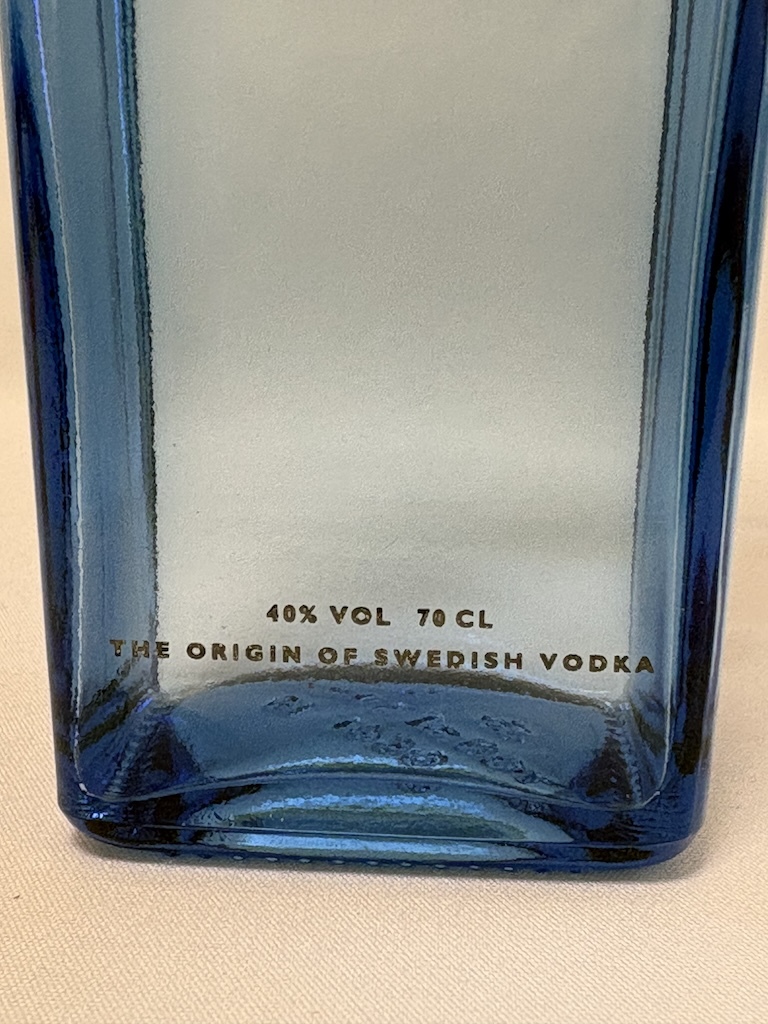 40% VOL 70 CL
THE ORIGIN OF SWEDISH VODKA